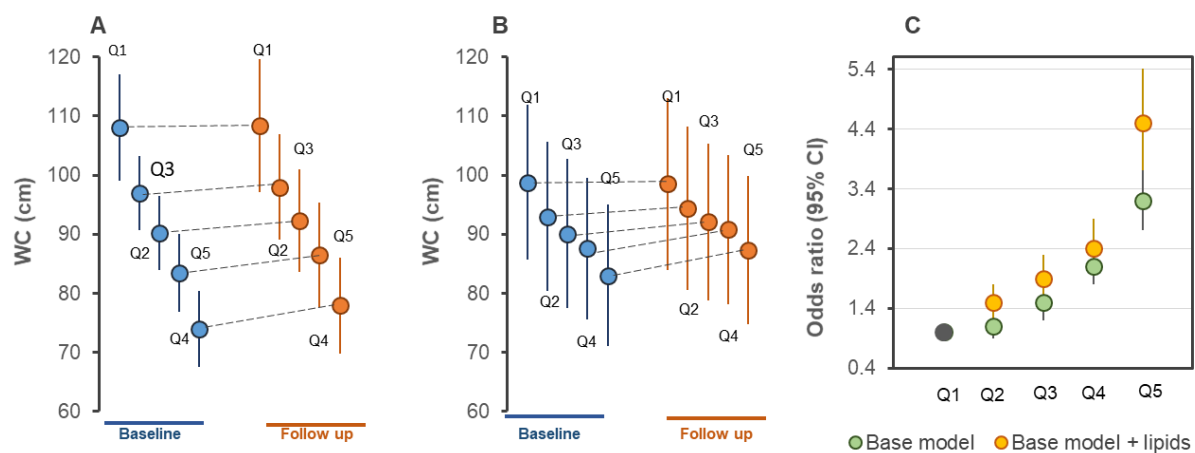 A
WC (cm)
120
110
100
90
80
70
60
Q1
Q3
Q2
Q5
Q4
Q1
Q3
Q2
Q5
Q4
Baseline
Follow up
B
WC (cm)
120
110
100
90
80
70
60
Q1
Q3
Q2
Q5
Q4
Q1
Q3
Q2
Q5
Q4
Baseline
Follow up
C
Odds ratio (95% CI)
5.4
4.4
3.4
2.4
1.4
0.4
Q1
Q2
Q3
Q4
Q5
Base model
Base model + lipids